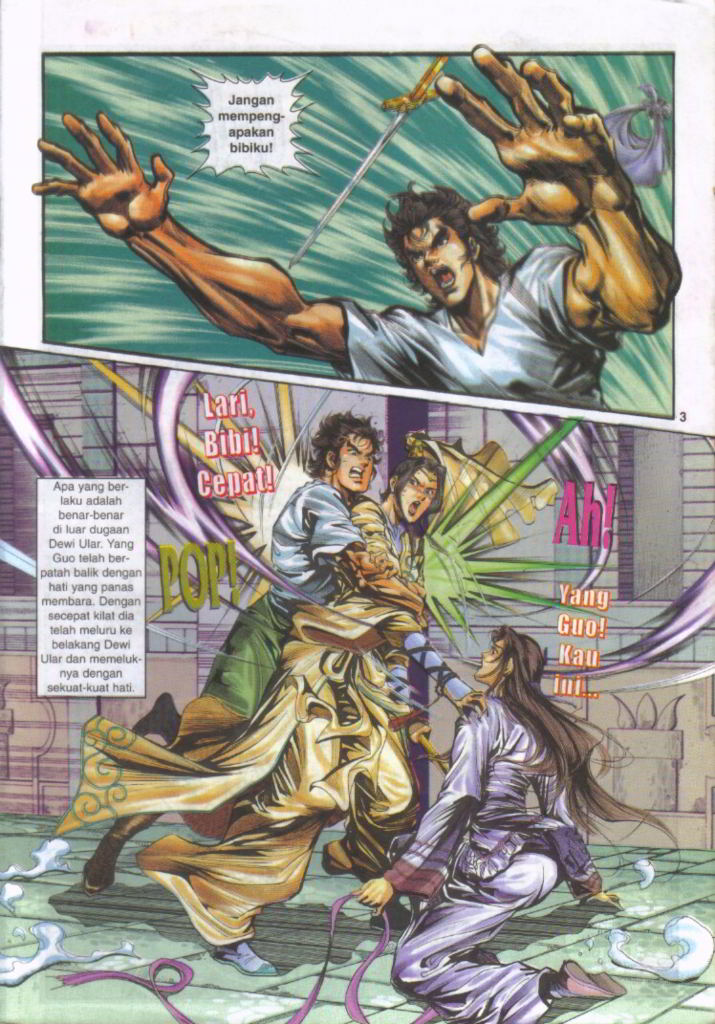 Jangan
mempeng-
apakan
bibiku!
3
Lari,
Bibi!
Cepat!
Apa yang ber-
laku adalah
benar-benar
di luar dugaan
Dewi Ular. Yang
Guo telah ber-
patah balik dengan
hati yang panas
membara. Dengan
secepat kilat dia
telah meluru ke
belakang Dewi
Ular dan memeluk-
nya dengan
sekuat-kuat hati.
POP!
Ah!
Yang
Guo!
Kau
ini...